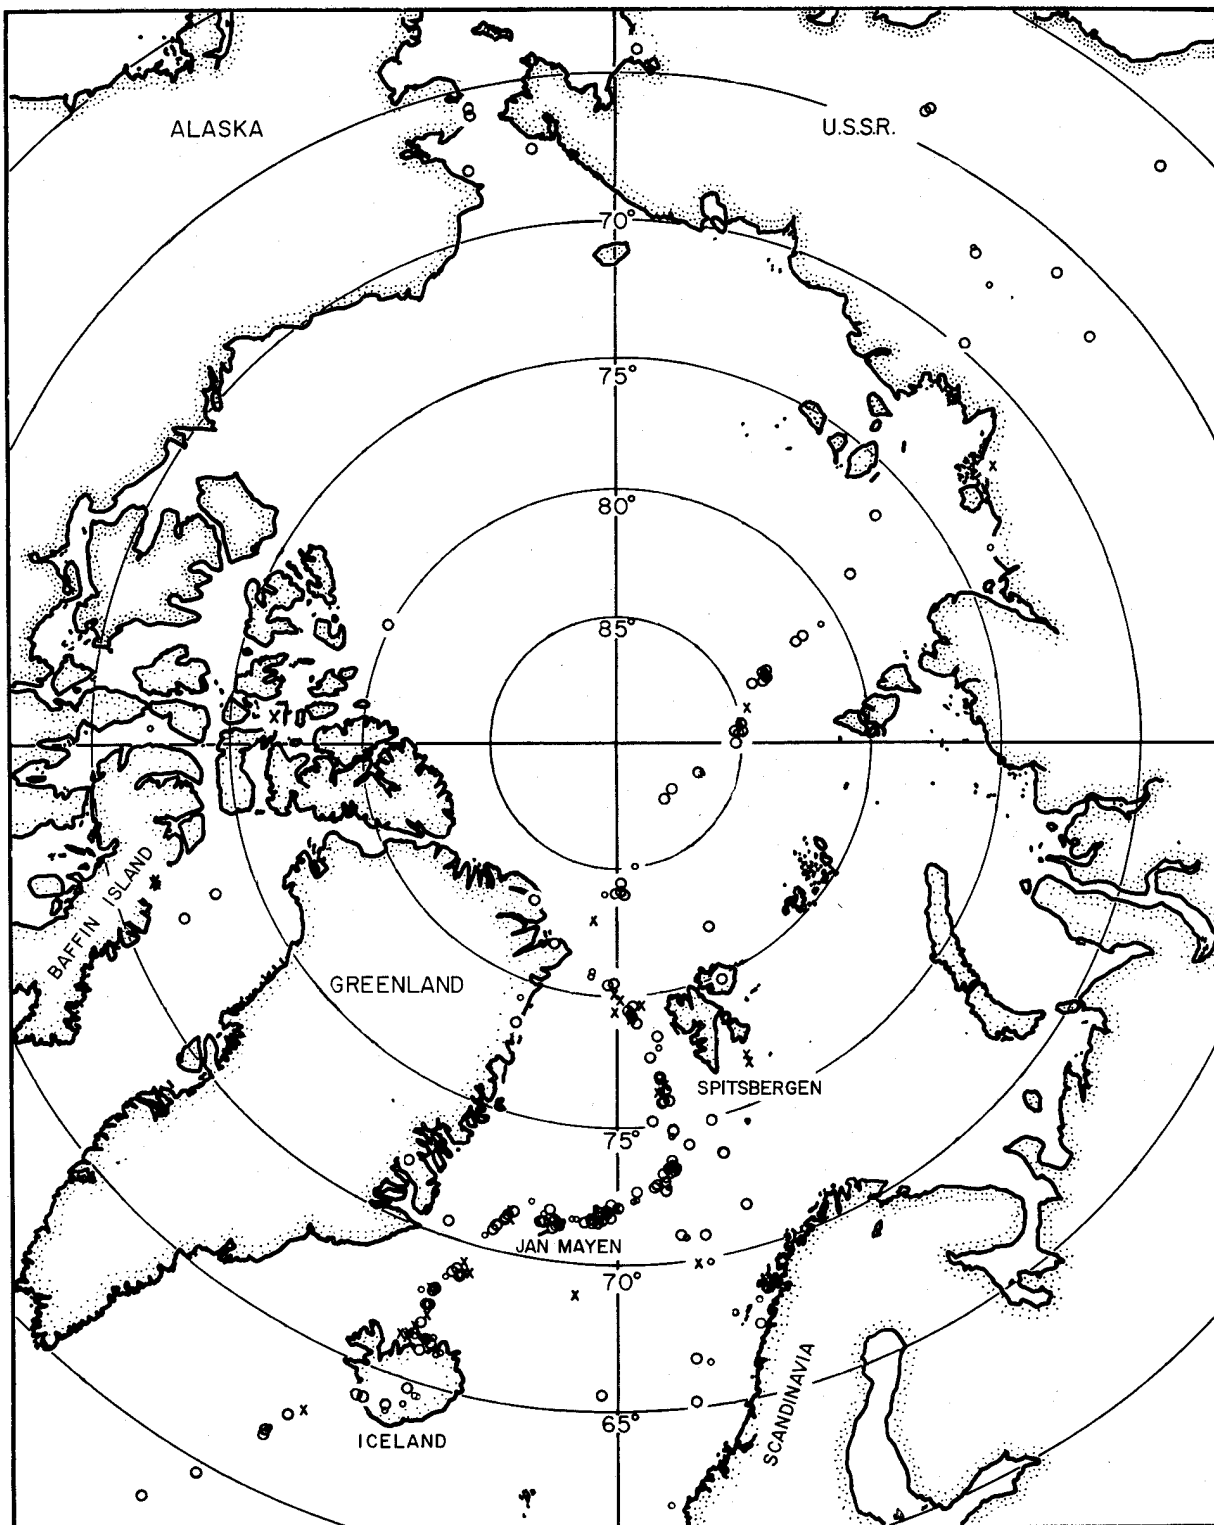 ALASKA
U.S.S.R.
70°
75°
80°
85°
BAFFIN ISLAND
GREENLAND
SPITSBERGEN
75°
JAN MAYEN
70°
SCANDINAVIA
65°
ICELAND